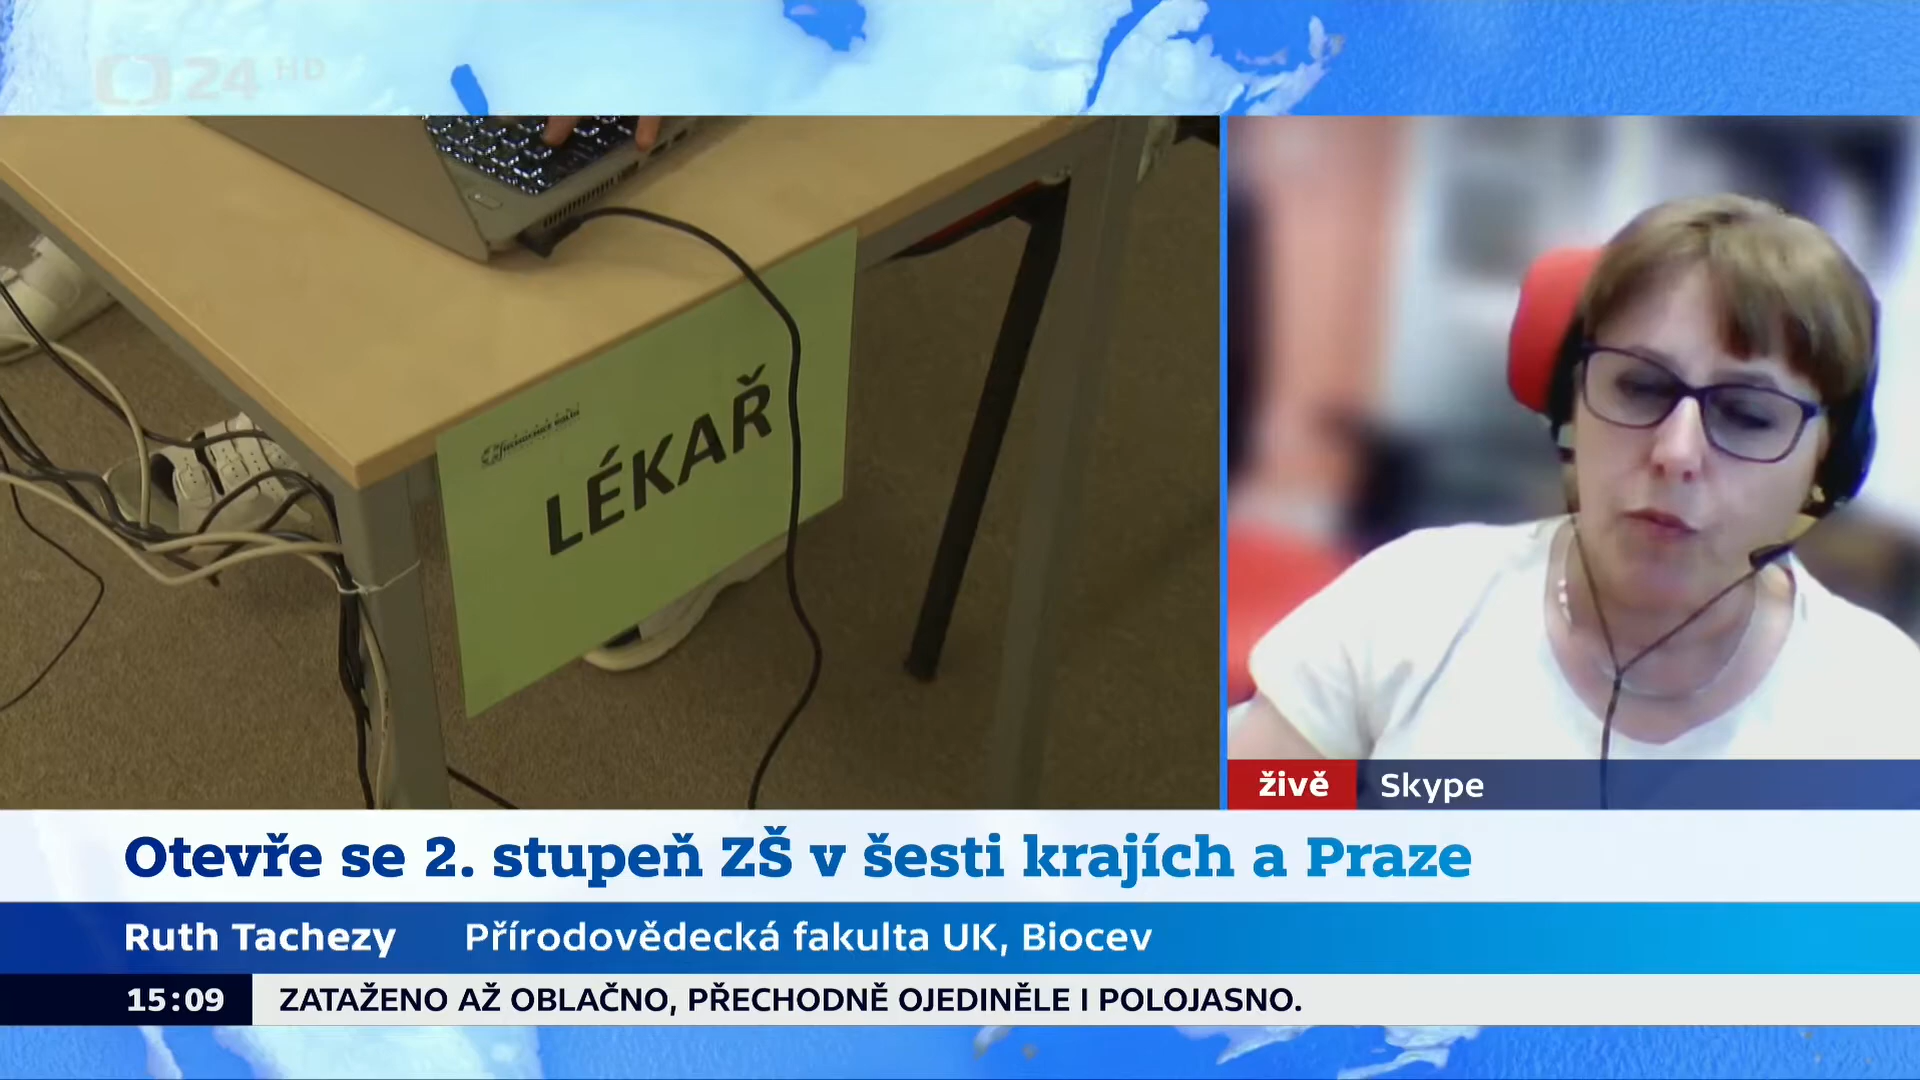 24 HD
LÉKAŘ
živě Skype
Otevře se 2. stupeň ZŠ v šesti krajích a Praze
Ruth Tachezy Přírodovědecká fakulta UK, Biocev
15:09 ZATAŽENO AŽ OBLAČNO, PŘECHODNĚ OJEDINĚLE I POLOJASNO.